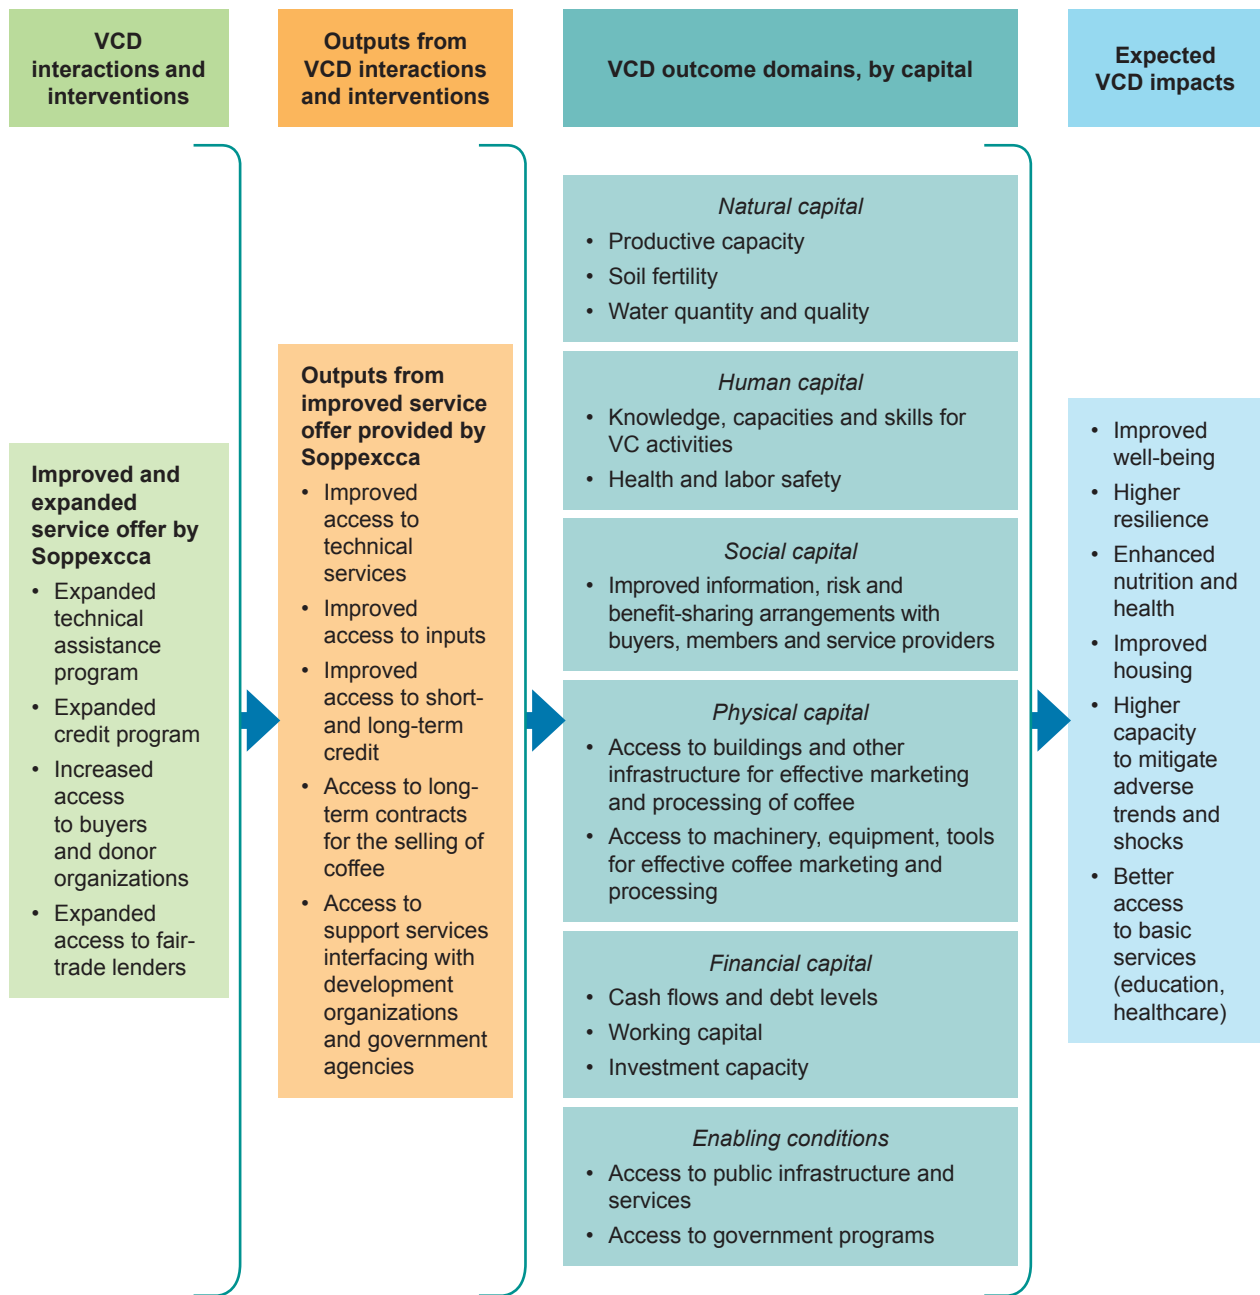 VCD
interactions and
interventions
Outputs from
VCD interactions
and interventions
VCD outcome domains, by capital
Expected
VCD impacts
Improved and
expanded
service offer by
Soppexcca
• Expanded
technical
assistance
program
• Expanded
credit program
• Increased
access
to buyers
and donor
organizations
• Expanded
access to fair-
trade lenders
Outputs from
improved service
offer provided by
Soppexcca
• Improved
access to
technical
services
• Improved
access to inputs
• Improved
access to short-
and long-term
credit
• Access to long-
term contracts
for the selling of
coffee
• Access to
support services
interfacing with
development
organizations
and government
agencies
Natural capital
• Productive capacity
• Soil fertility
• Water quantity and quality
Human capital
• Knowledge, capacities and skills for
VC activities
• Health and labor safety
Social capital
• Improved information, risk and
benefit-sharing arrangements with
buyers, members and service providers
Physical capital
• Access to buildings and other
infrastructure for effective marketing
and processing of coffee
• Access to machinery, equipment, tools
for effective coffee marketing and
processing
Financial capital
• Cash flows and debt levels
• Working capital
• Investment capacity
Enabling conditions
• Access to public infrastructure and
services
• Access to government programs
• Improved
well-being
• Higher
resilience
• Enhanced
nutrition and
health
• Improved
housing
• Higher
capacity
to mitigate
adverse
trends and
shocks
• Better
access
to basic
services
(education,
healthcare)